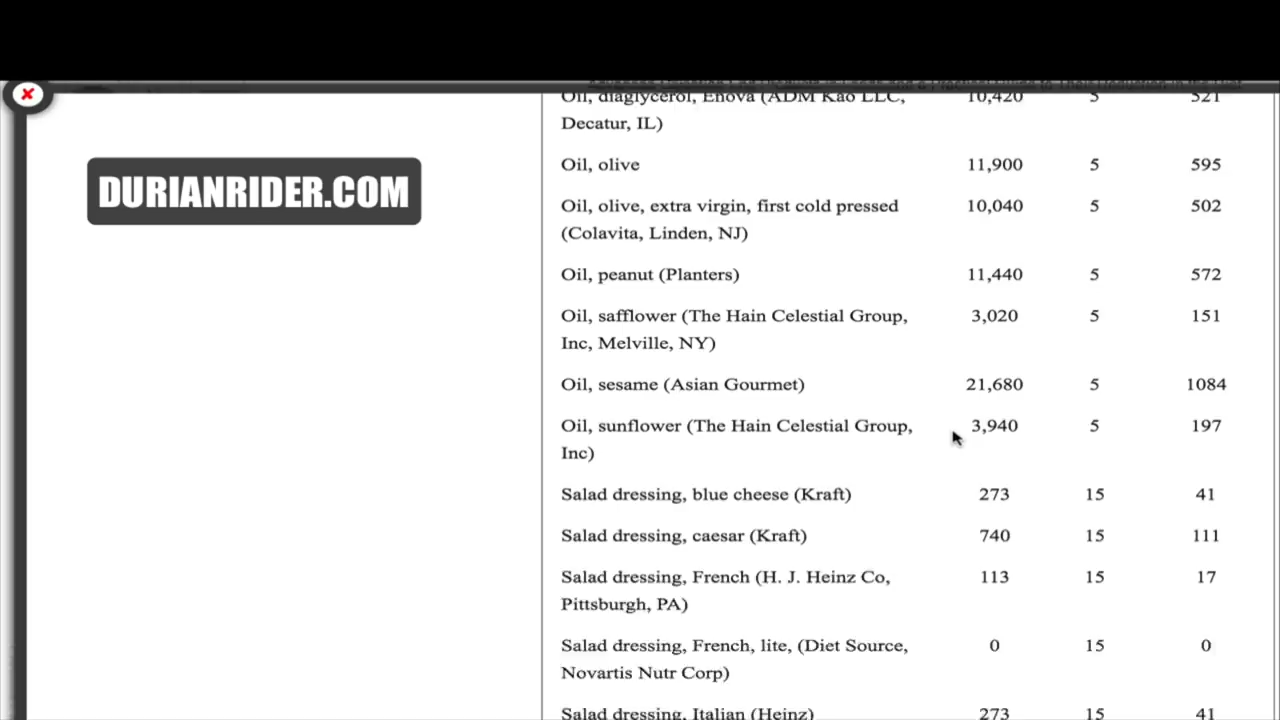 Oil, diaglycerol, Enova (ADM Kao LLC, 10,420 5 521
Decatur, IL)
DURIANRIDER.COM
Oil, olive 11,900 5 595
Oil, olive, extra virgin, first cold pressed 10,040 5 502
(Colavita, Linden, NJ)
Oil, peanut (Planters) 11,440 5 572
Oil, safflower (The Hain Celestial Group, 3,020 5 151
Inc, Melville, NY)
Oil, sesame (Asian Gourmet) 21,680 5 1084
Oil, sunflower (The Hain Celestial Group, 3,940 5 197
Inc)
Salad dressing, blue cheese (Kraft) 273 15 41
Salad dressing, caesar (Kraft) 740 15 111
Salad dressing, French (H. J. Heinz Co, 113 15 17
Pittsburgh, PA)
Salad dressing, French, lite, (Diet Source, 0 15 0
Novartis Nutr Corp)
Salad dressing, Italian (Heinz) 273 15 41